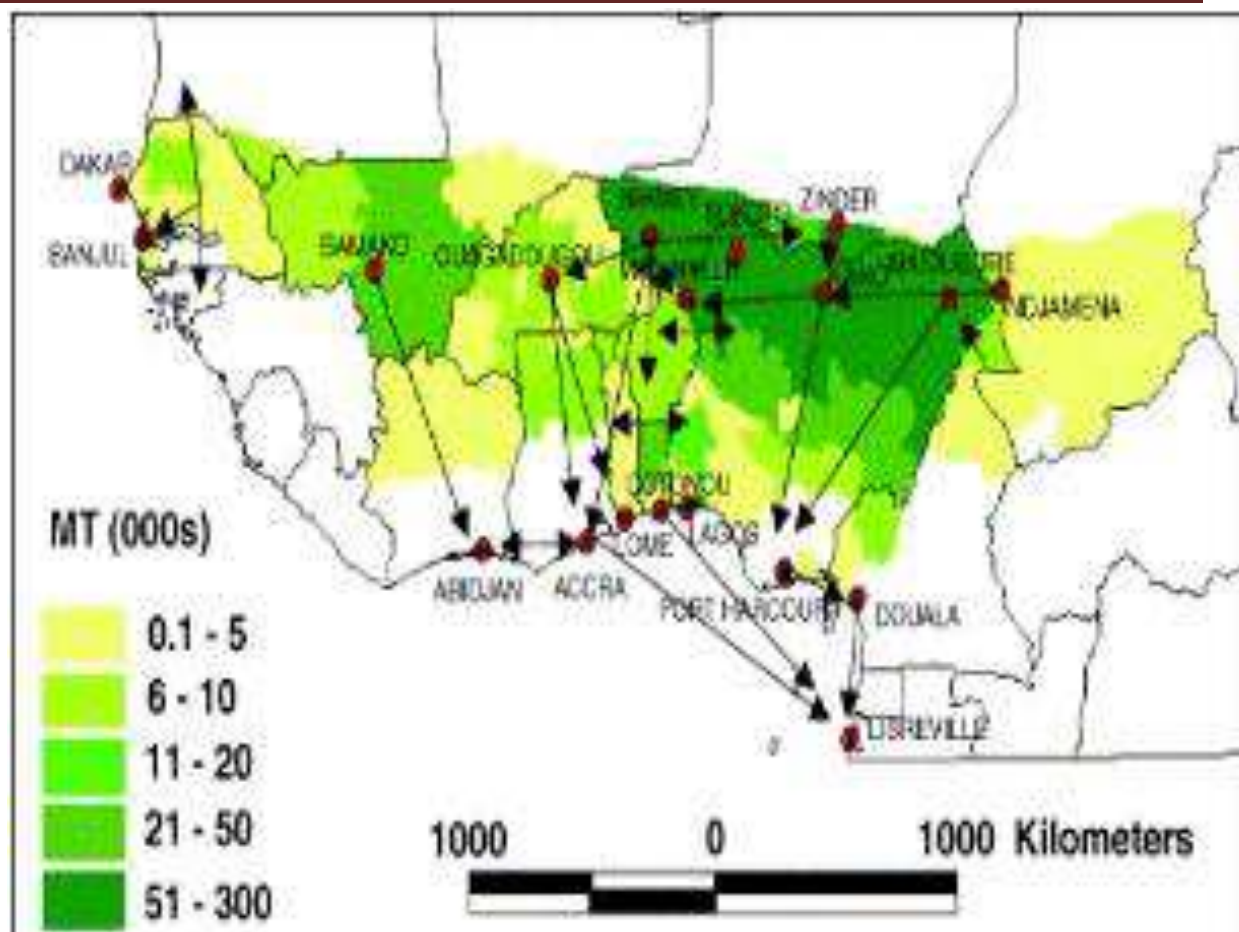 ZINDER
DAKAR
BANJUL
BAMAKO
OUAGADOUGOU
NDJAMENA
COTONOU
LAGOS
LOME
ABIDJAN
ACCRA
PORT HARCOURT
DOUALA
LIBREVILLE
MT (000s)
0.1 - 5
6 - 10
11 - 20
21 - 50
51 - 300
1000
0
1000 Kilometers